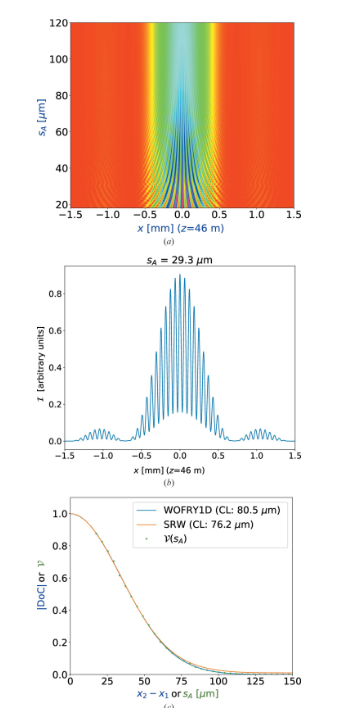 120
100
80
60
40
20
s_A [μm]
−1.5 −1.0 −0.5 0.0 0.5 1.0 1.5
x [mm] (z=46 m)
(a)
s_A = 29.3 μm
0.8
0.6
0.4
0.2
0.0
I [arbitrary units]
−1.5 −1.0 −0.5 0.0 0.5 1.0 1.5
x [mm] (z=46 m)
(b)
1.0
0.8
0.6
0.4
0.2
0.0
|DoC| or V
WOFRY1D (CL: 80.5 μm)
SRW (CL: 76.2 μm)
V(s_A)
0 25 50 75 100 125 150
x₂ − x₁ or s_A [μm]
(c)